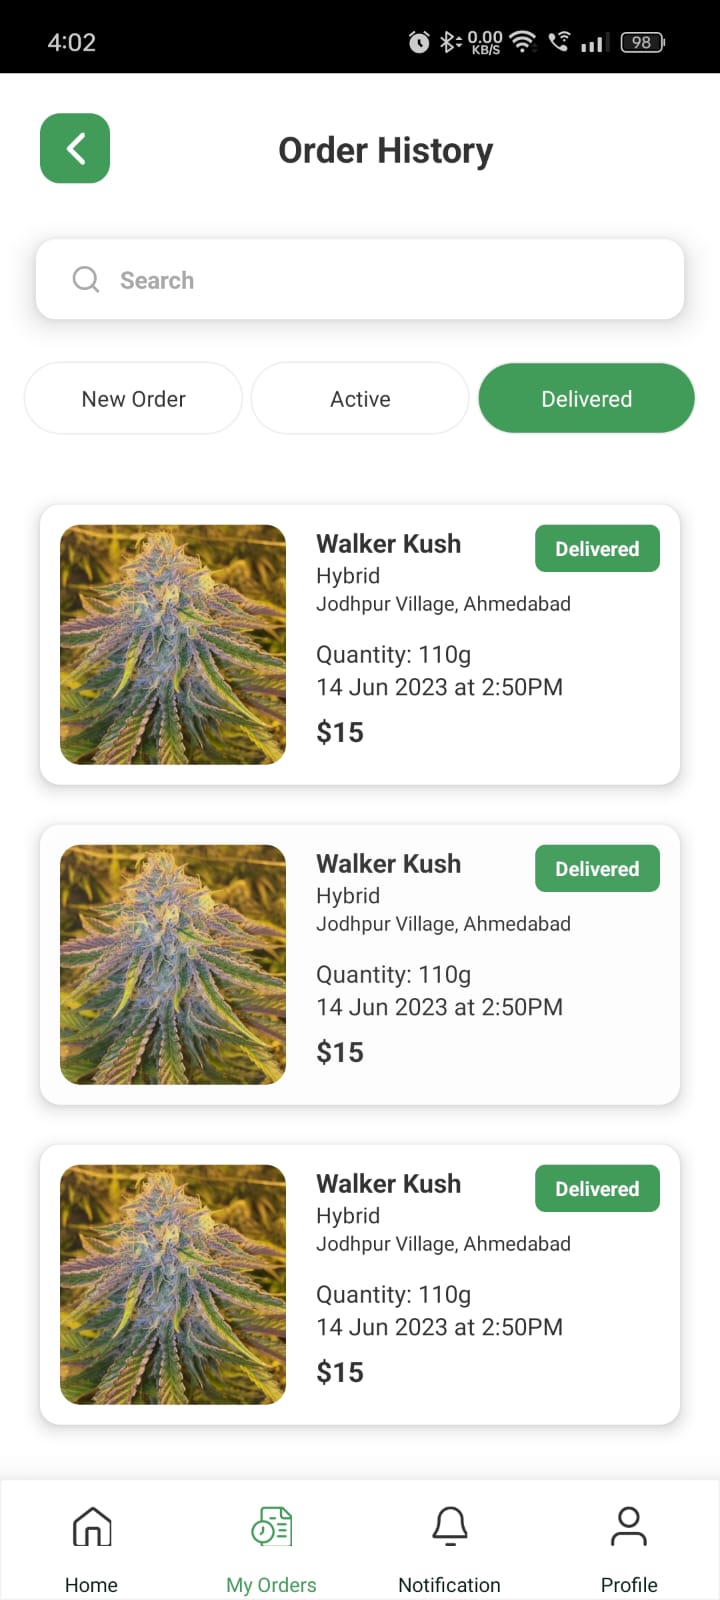 4:02
0.00
KB/S
98
Order History
Search
New Order
Active
Delivered
Walker Kush
Delivered
Hybrid
Jodhpur Village, Ahmedabad
Quantity: 110g
14 Jun 2023 at 2:50PM
$15
Walker Kush
Delivered
Hybrid
Jodhpur Village, Ahmedabad
Quantity: 110g
14 Jun 2023 at 2:50PM
$15
Walker Kush
Delivered
Hybrid
Jodhpur Village, Ahmedabad
Quantity: 110g
14 Jun 2023 at 2:50PM
$15
Home
My Orders
Notification
Profile